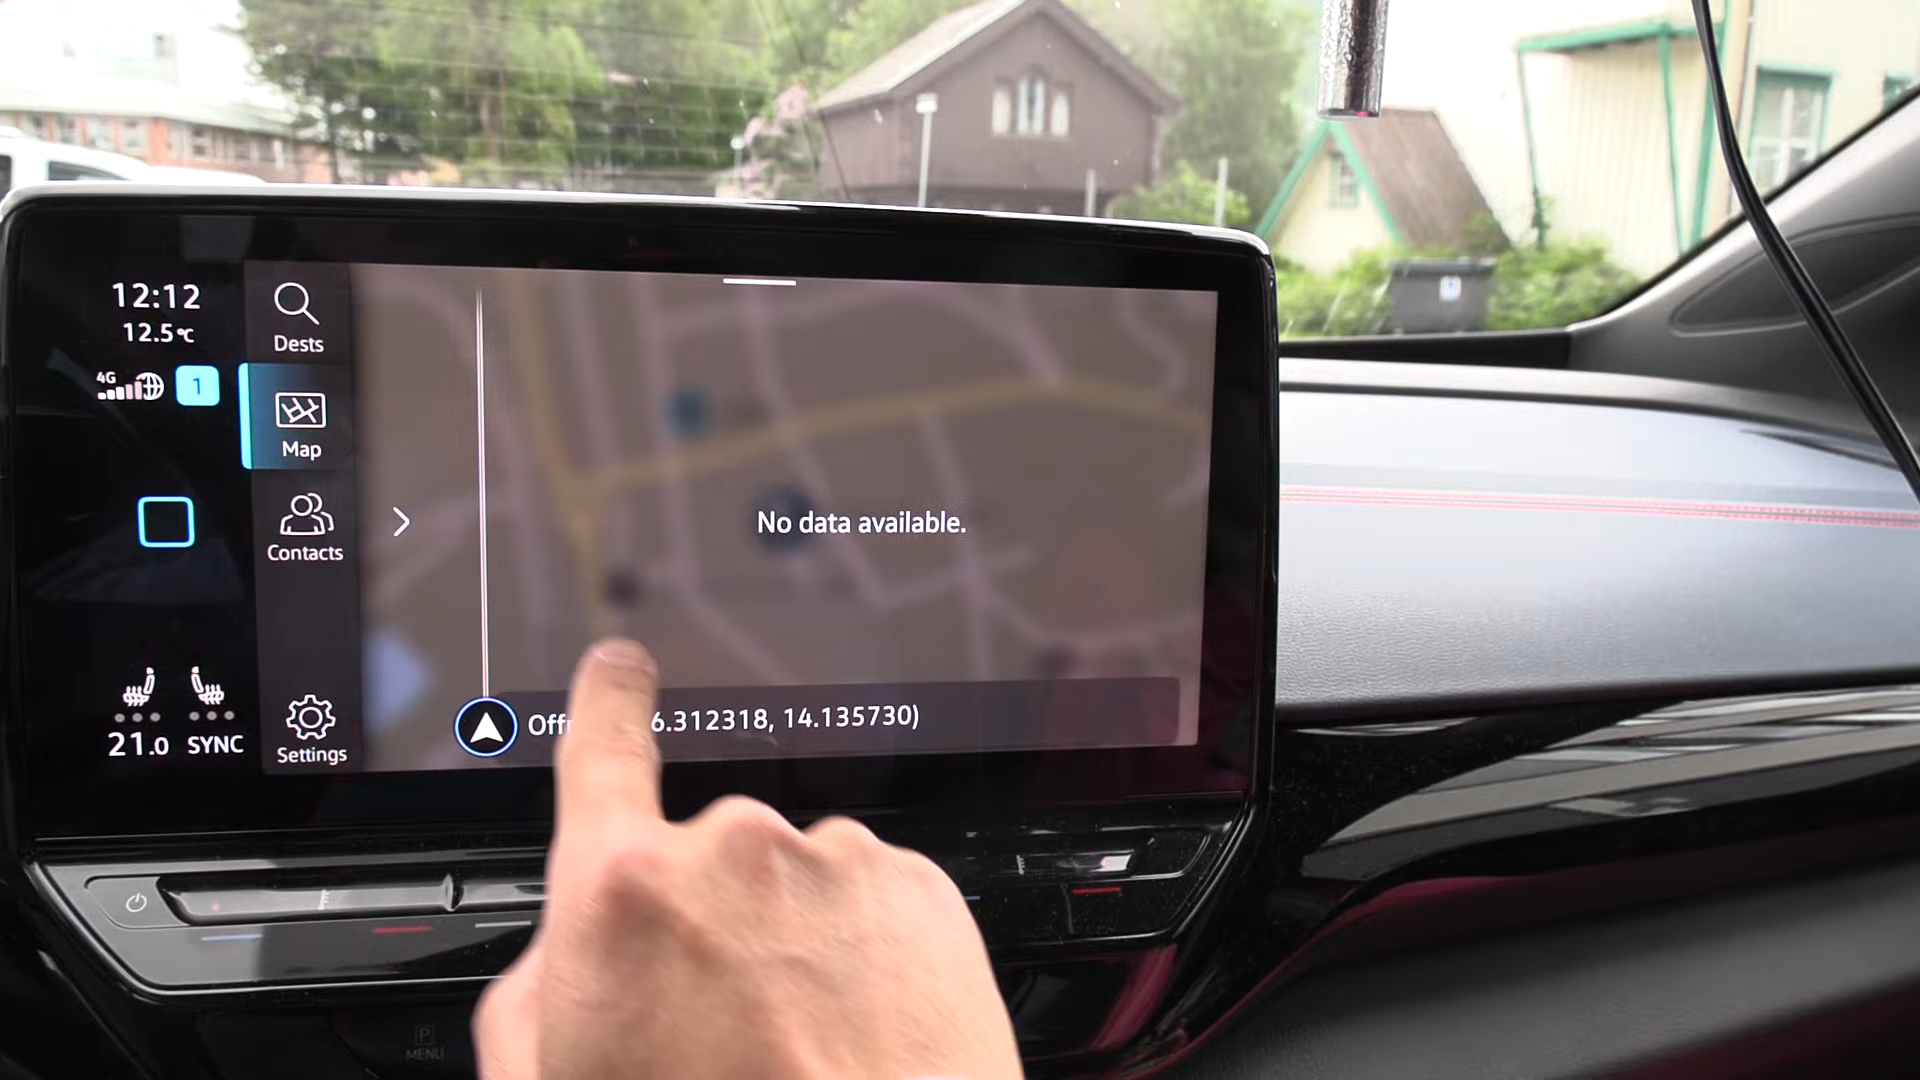 12:12
12.5°C
4G
1
Dests
Map
Contacts
No data available.
6.312318, 14.135730)
21.0 SYNC
Settings
P
MENU